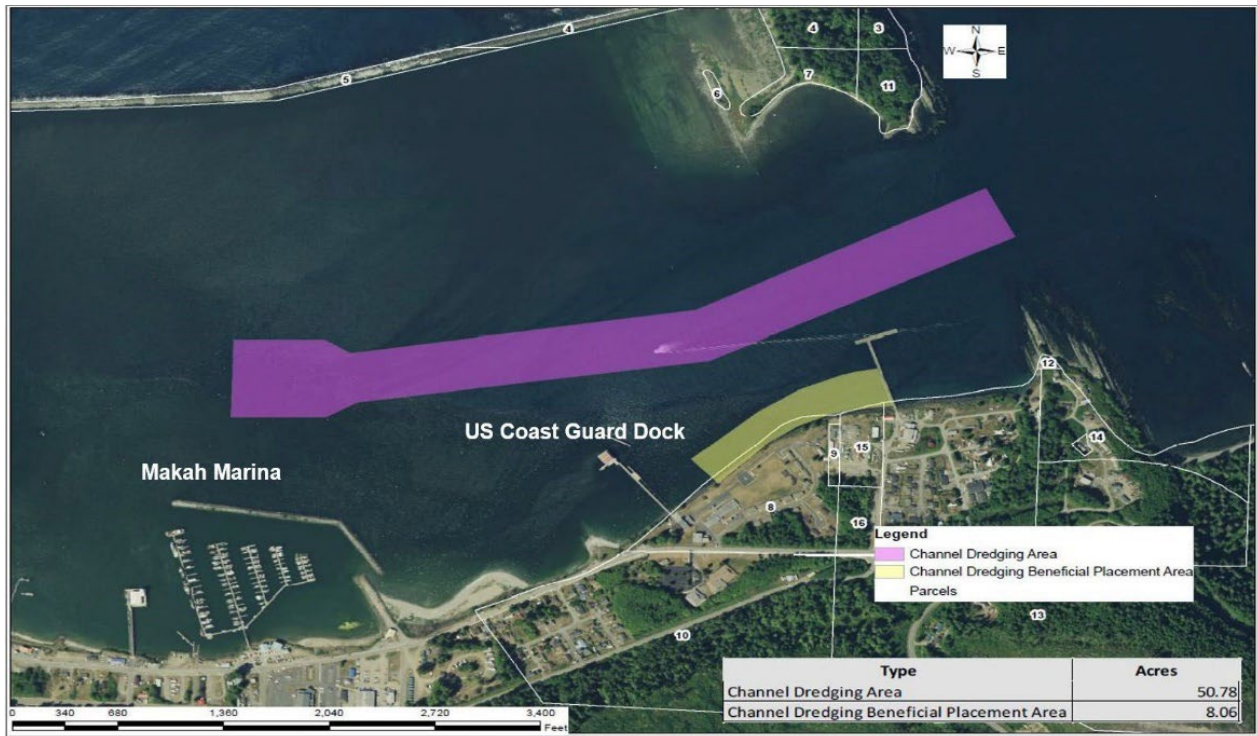 4
5
4
3
7
6
11
N
W E
S
US Coast Guard Dock
Makah Marina
12
14
9
15
8
16
10
13
Legend
Channel Dredging Area
Channel Dredging Beneficial Placement Area
Parcels
Type Acres
Channel Dredging Area 50.78
Channel Dredging Beneficial Placement Area 8.06
0 340 680 1,360 2,040 2,720 3,400
Feet